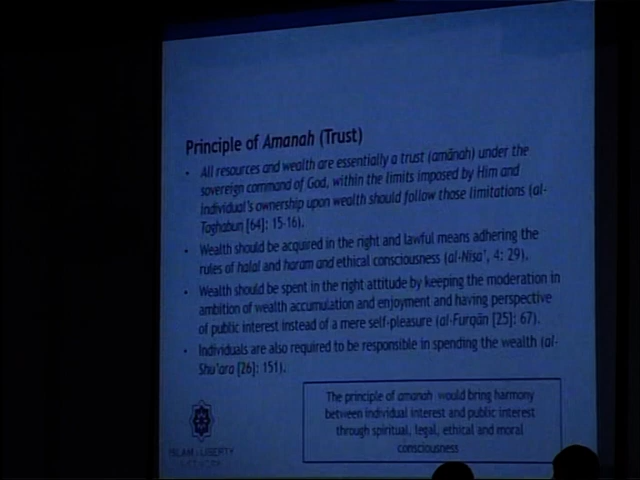 Principle of Amanah (Trust)
• All resources and wealth are essentially a trust (amānah) under the
sovereign command of God, within the limits imposed by Him and
individual's ownership upon wealth should follow those limitations (al-
Taghabun [64]: 15-16).
• Wealth should be acquired in the right and lawful means adhering the
rules of halal and haram and ethical consciousness (al-Nisa', 4: 29).
• Wealth should be spent in the right attitude by keeping the moderation in
ambition of wealth accumulation and enjoyment and having perspective
of public interest instead of a mere self-pleasure (al-Furqān [25]: 67).
• Individuals are also required to be responsible in spending the wealth (al-
Shu'ara [26]: 151).
The principle of amanah would bring harmony
between individual interest and public interest
through spiritual, legal, ethical and moral
consciousness
ISLAM & LIBERTY
NETWORK